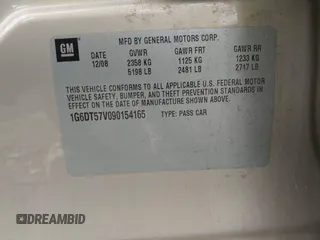 GM
MFD BY GENERAL MOTORS CORP.
DATE GVWR GAWR FRT GAWR RR
12/08 2358 KG 1125 KG 1233 KG
5198 LB 2481 LB 2717 LB
THIS VEHICLE CONFORMS TO ALL APPLICABLE U.S. FEDERAL MOTOR
VEHICLE SAFETY, BUMPER, AND THEFT PREVENTION STANDARDS IN
EFFECT ON THE DATE OF MANUFACTURE SHOWN ABOVE.
1G6DT57V090154165 TYPE: PASS CAR
© DREAMBID